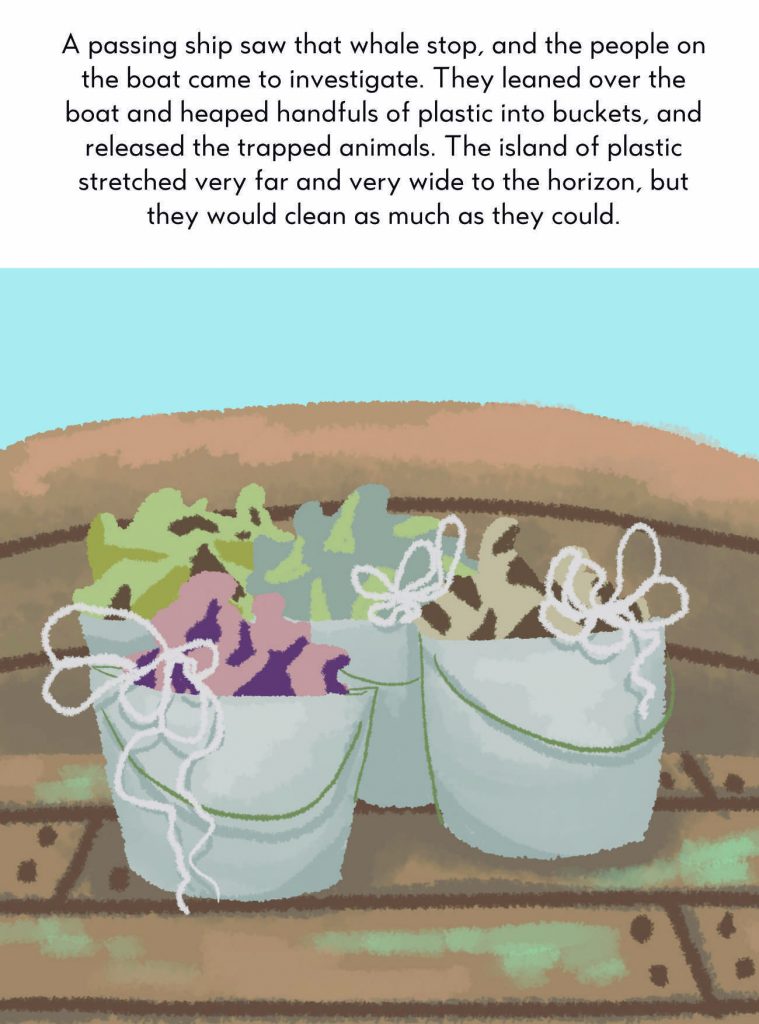 A passing ship saw that whale stop, and the people on
the boat came to investigate. They leaned over the
boat and heaped handfuls of plastic into buckets, and
released the trapped animals. The island of plastic
stretched very far and very wide to the horizon, but
they would clean as much as they could.